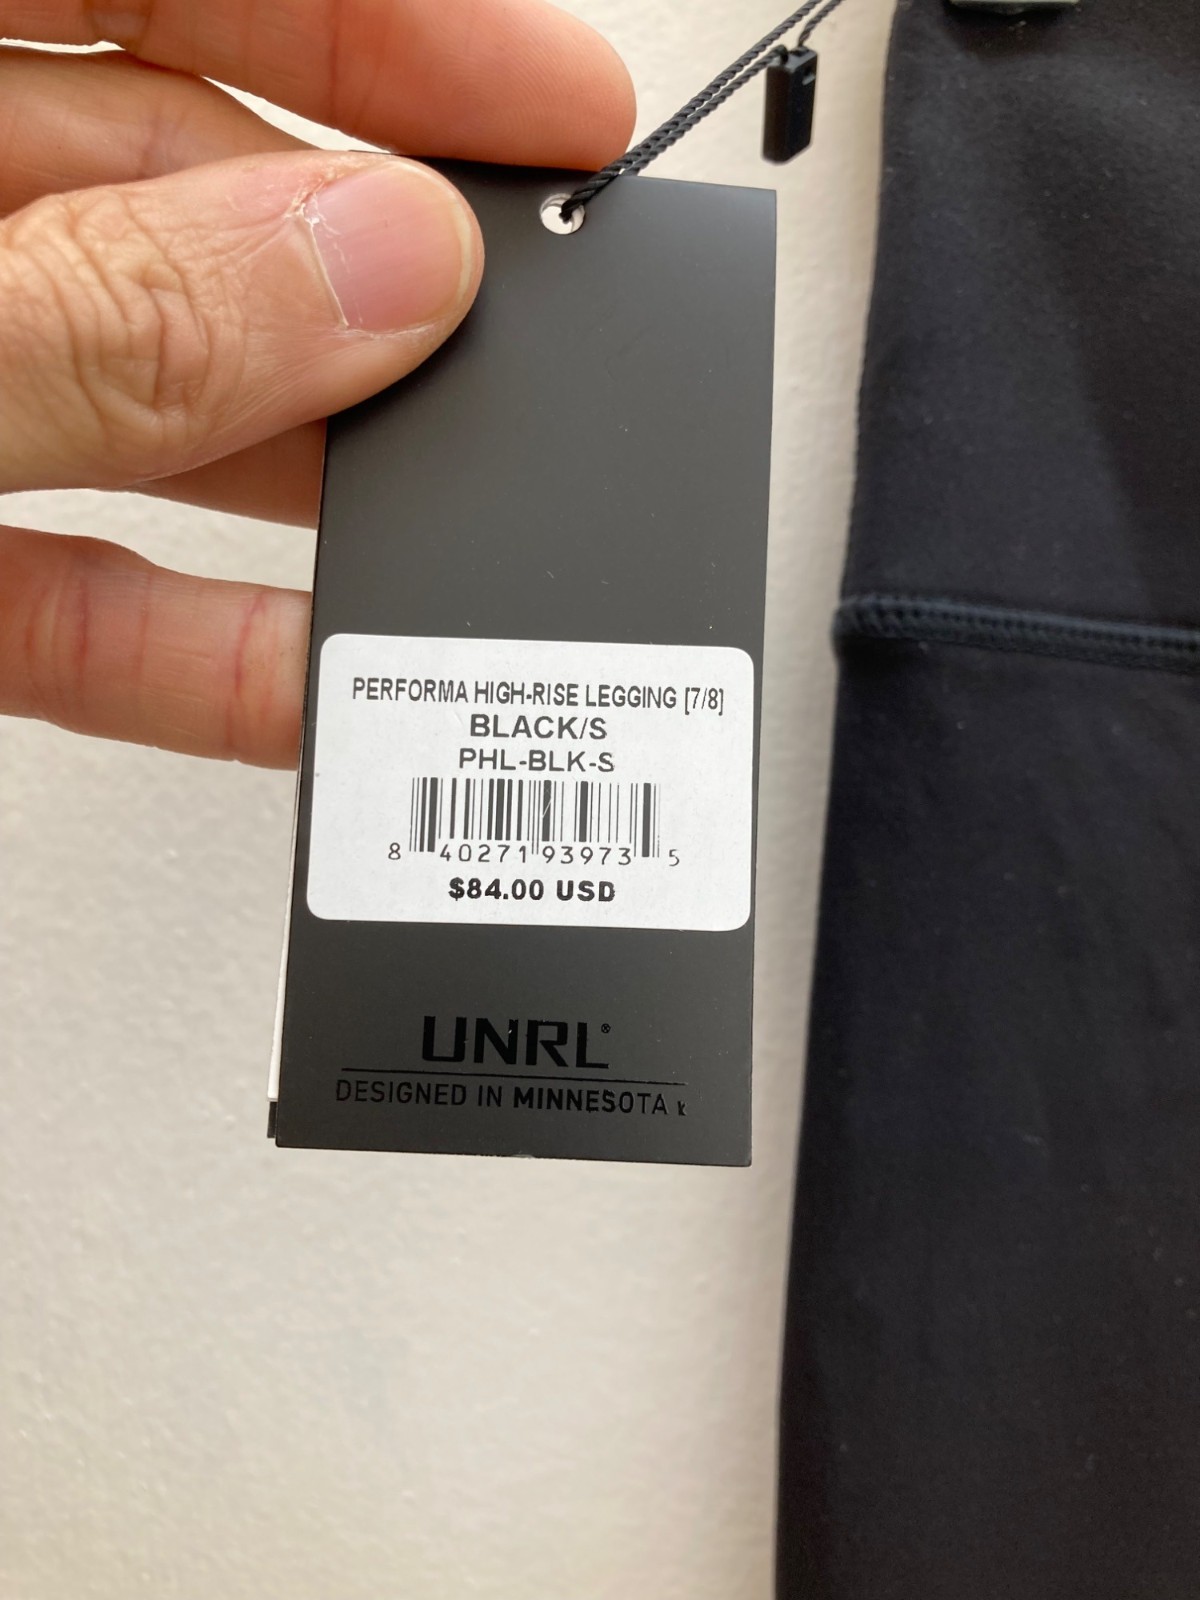 PERFORMA HIGH-RISE LEGGING [7/8]
BLACK/S
PHL-BLK-S
8 40271 93973 5
$84.00 USD
UNRL®
DESIGNED IN MINNESOTA